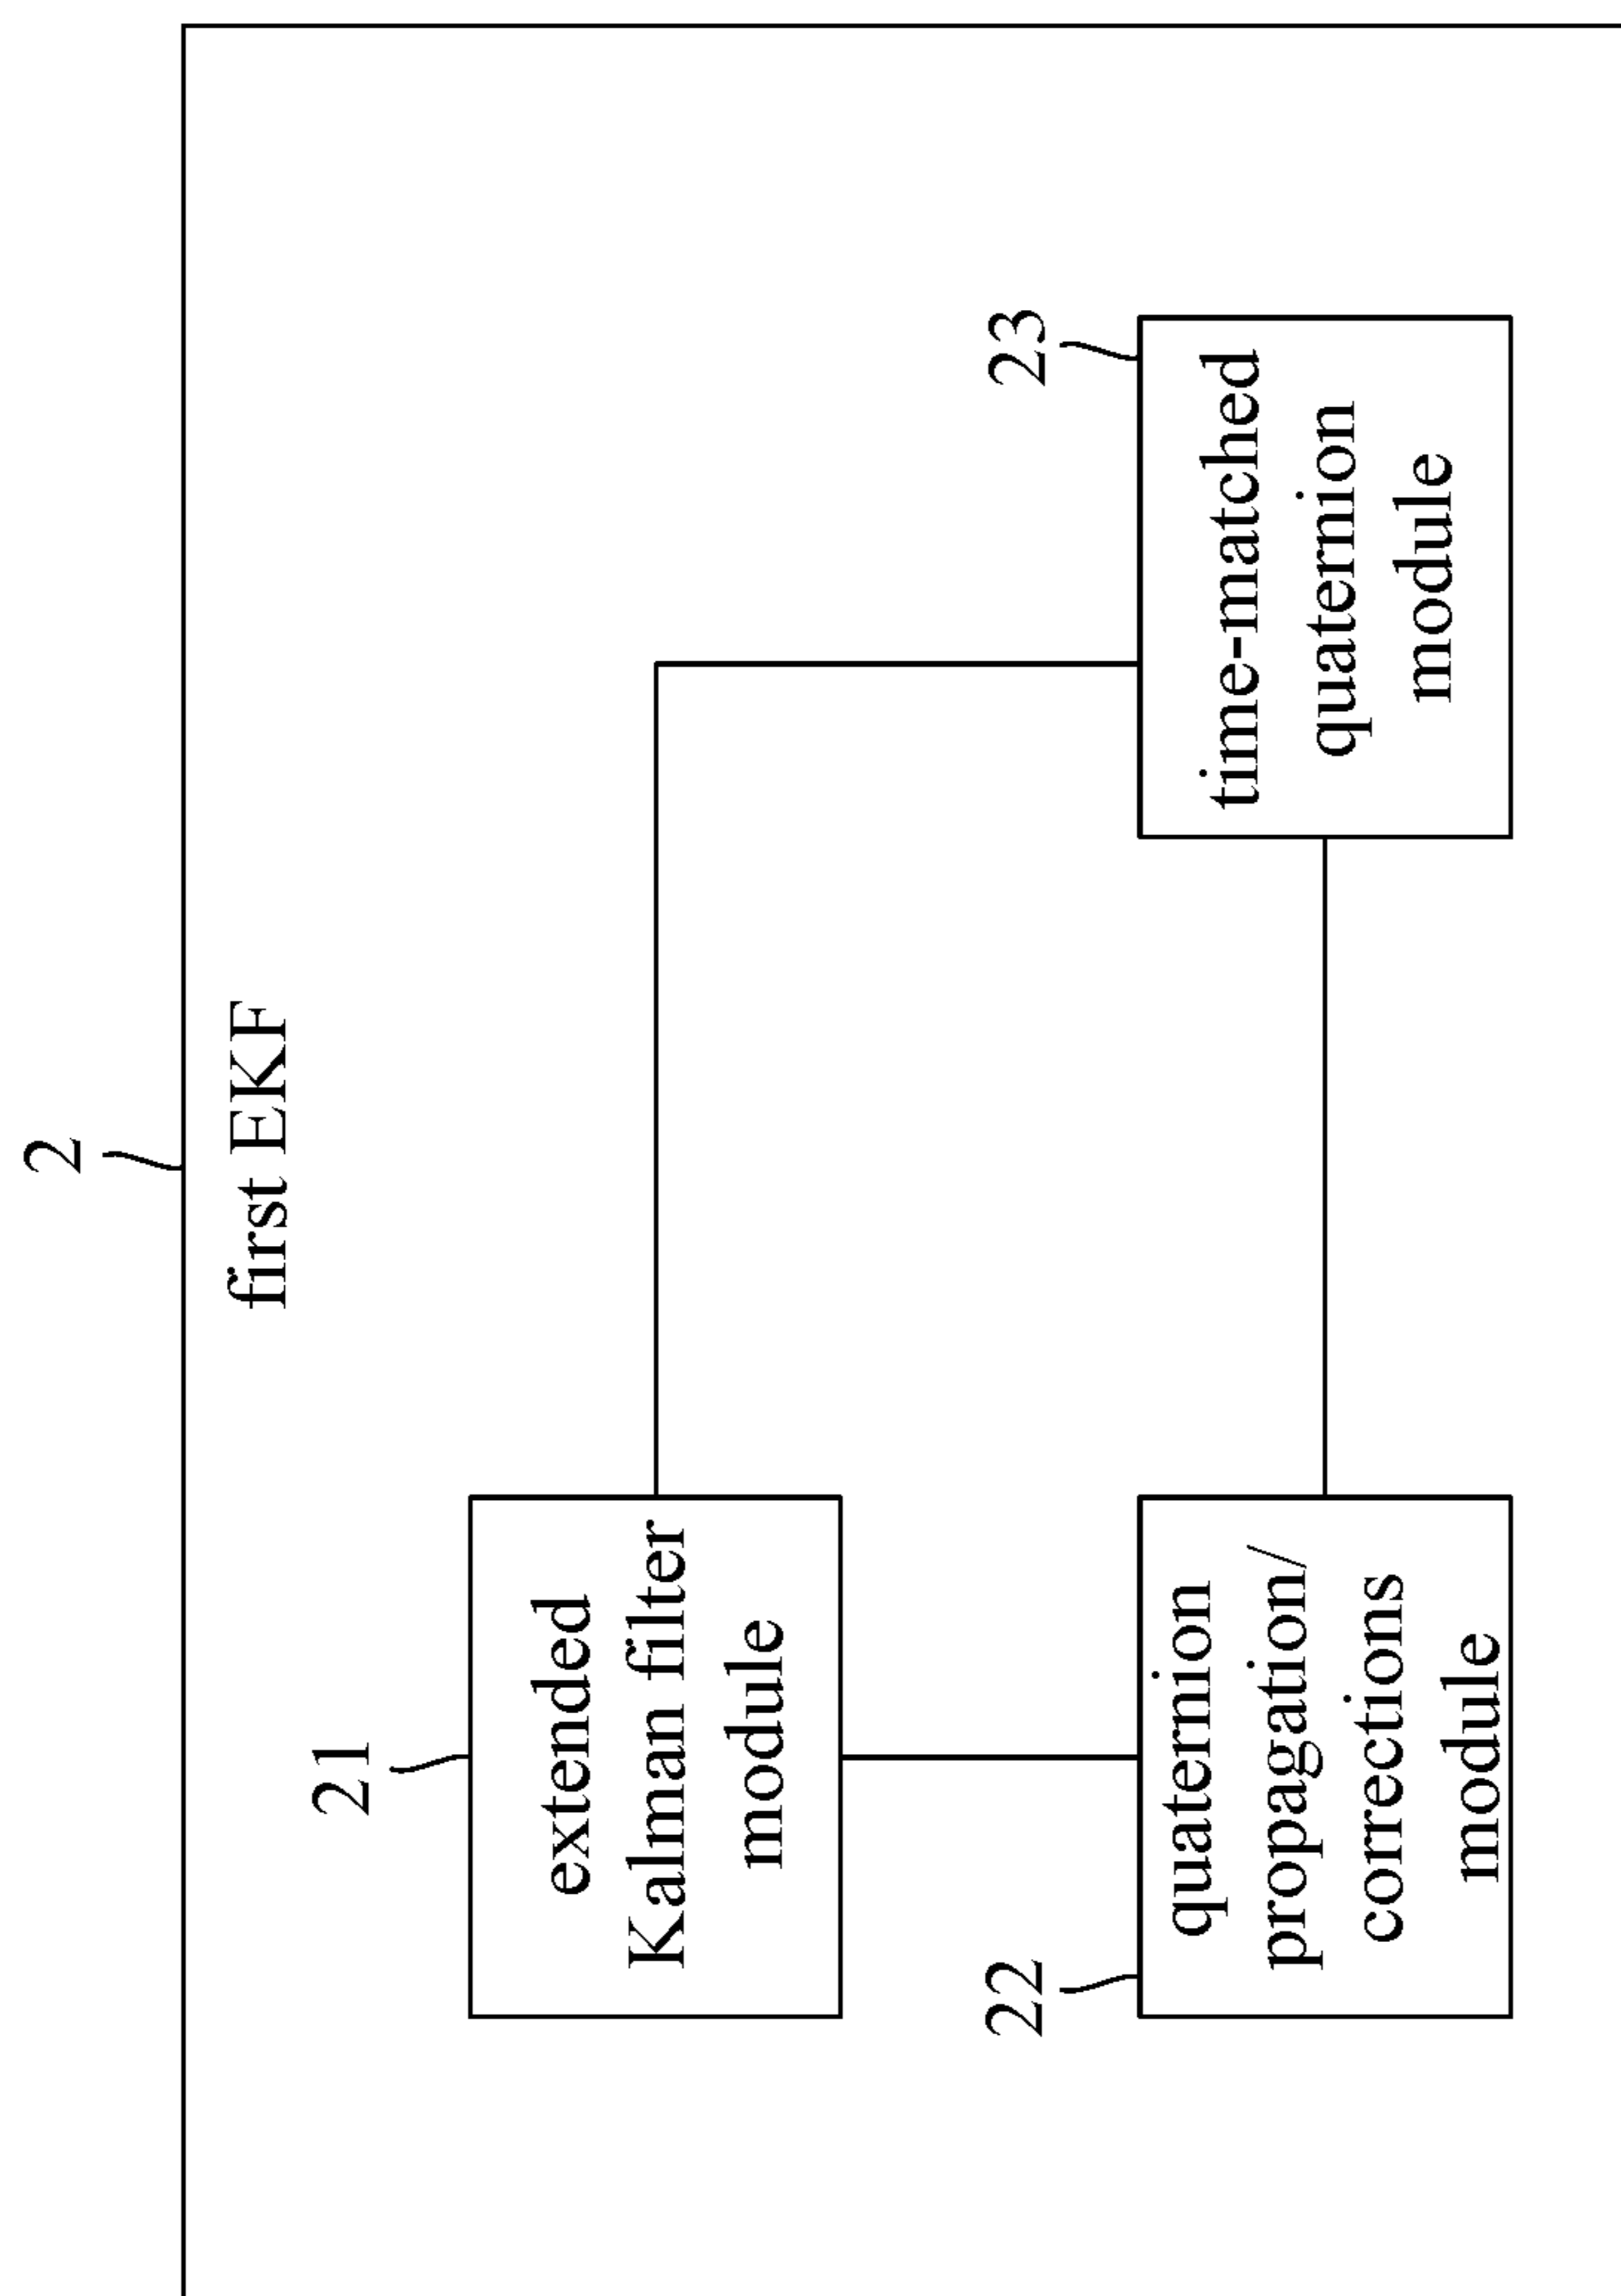 2
first EKF
21
extended
Kalman filter
module
22
quaternion
propagation/
corrections
module
23
time-matched
quaternion
module